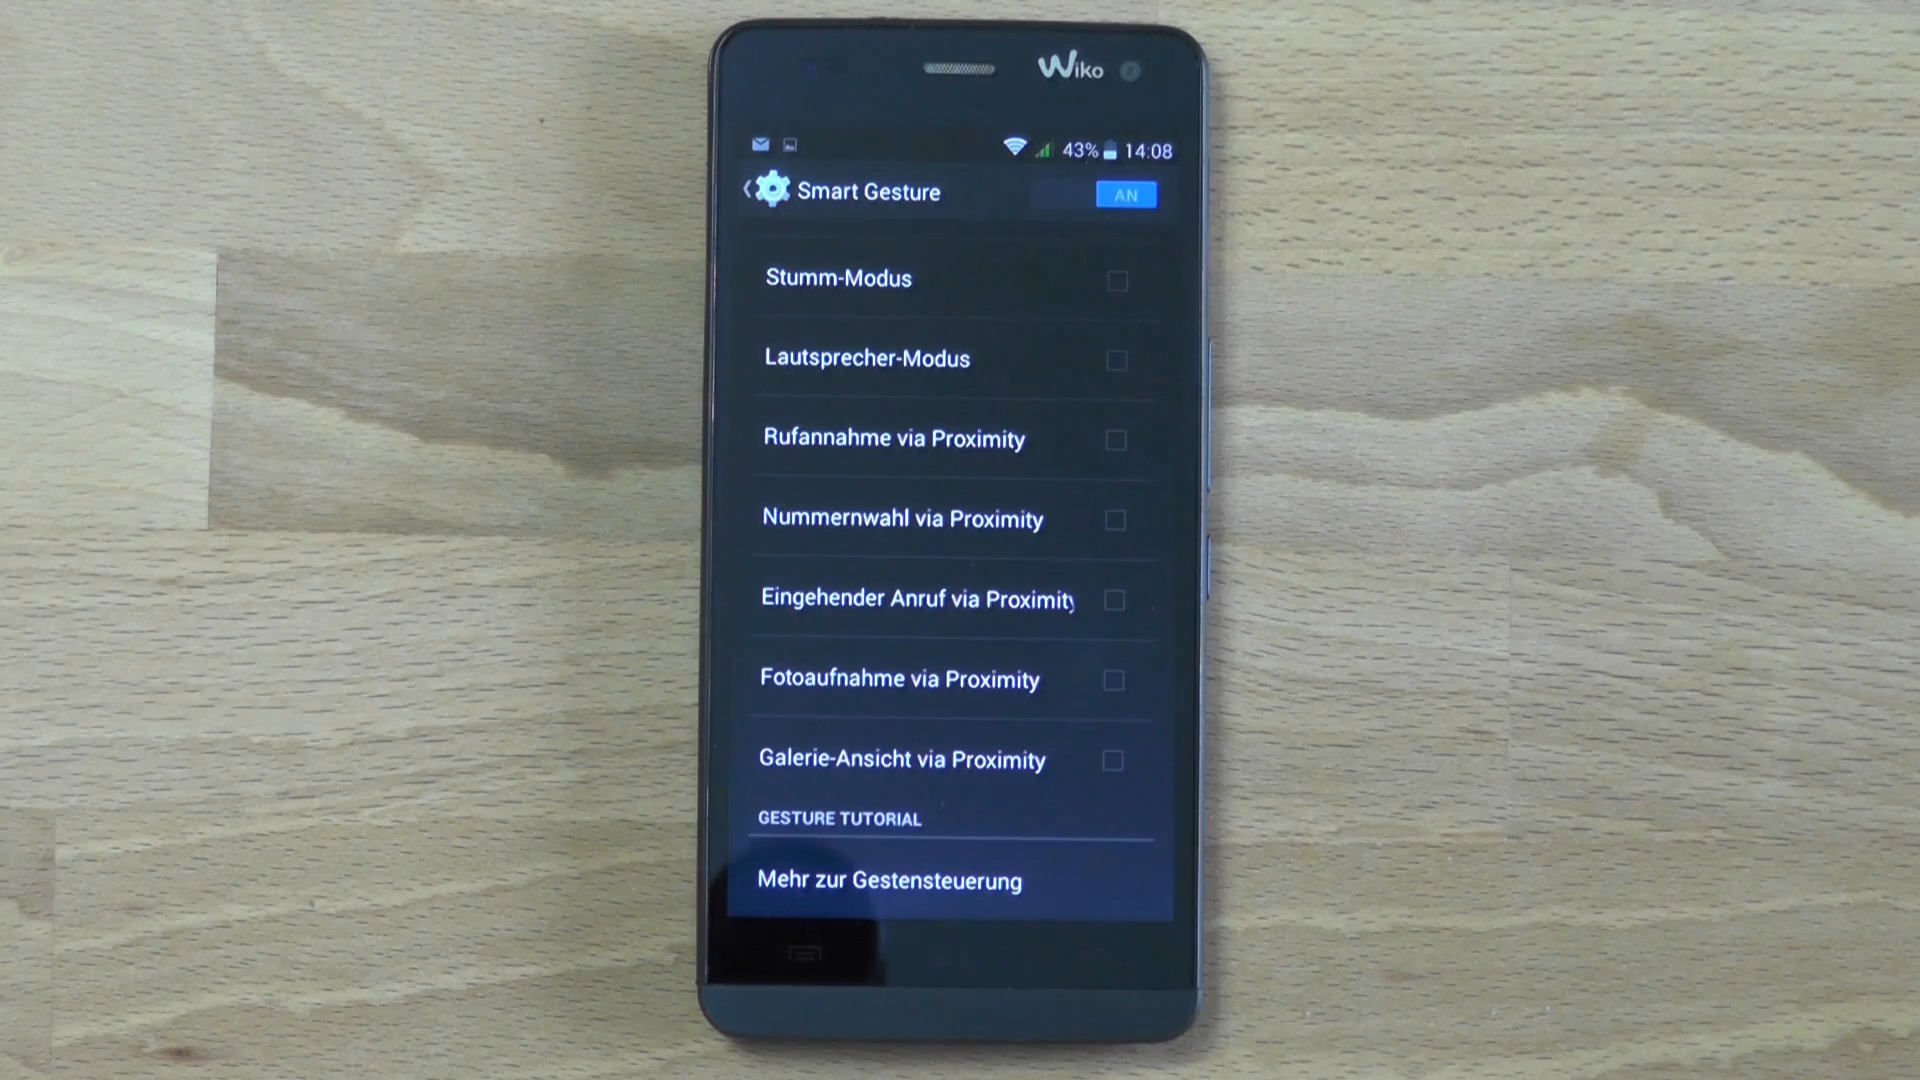 Wiko
43% 14:08
Smart Gesture AN
Stumm-Modus
Lautsprecher-Modus
Rufannahme via Proximity
Nummernwahl via Proximity
Eingehender Anruf via Proximity
Fotoaufnahme via Proximity
Galerie-Ansicht via Proximity
GESTURE TUTORIAL
Mehr zur Gestensteuerung